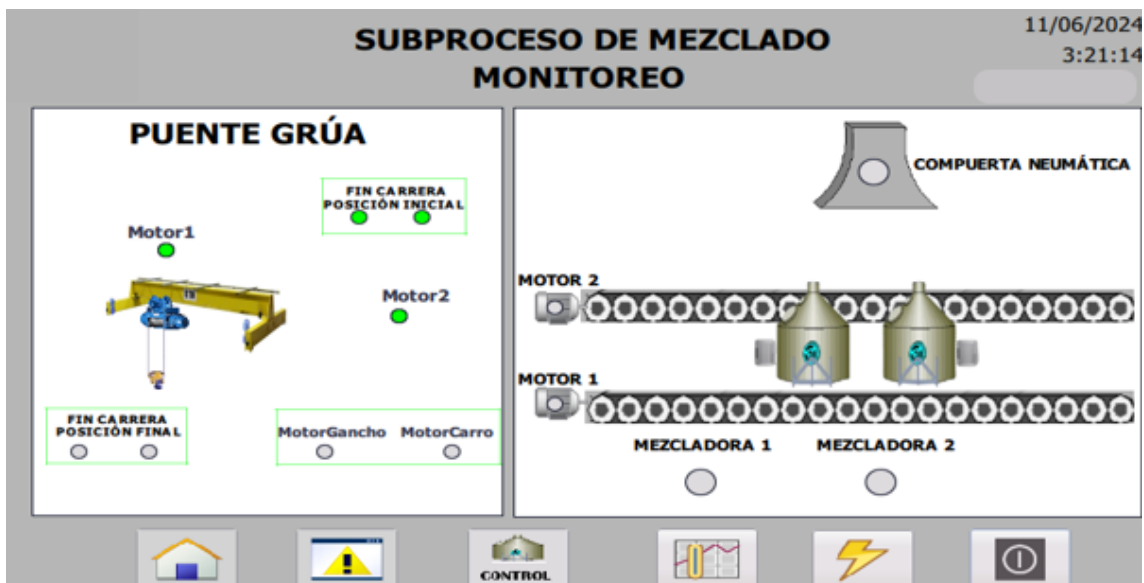 SUBPROCESO DE MEZCLADO
MONITOREO
11/06/2024
3:21:14
PUENTE GRÚA
FIN CARRERA
POSICIÓN INICIAL
Motor1
Motor2
FIN CARRERA
POSICIÓN FINAL
MotorGancho MotorCarro
COMPUERTA NEUMÁTICA
MOTOR 2
MOTOR 1
MEZCLADORA 1 MEZCLADORA 2
CONTROL